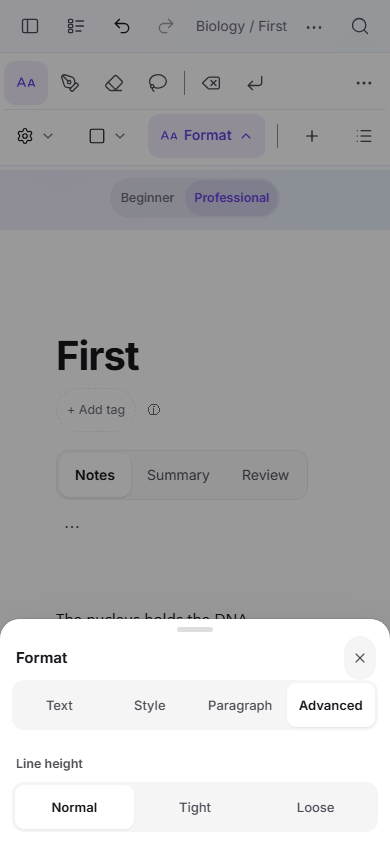 Biology / First
AA
AA Format
Beginner Professional
First
+ Add tag
Notes Summary Review
...
The nucleus holds the DNA
Format
Text Style Paragraph Advanced
Line height
Normal Tight Loose